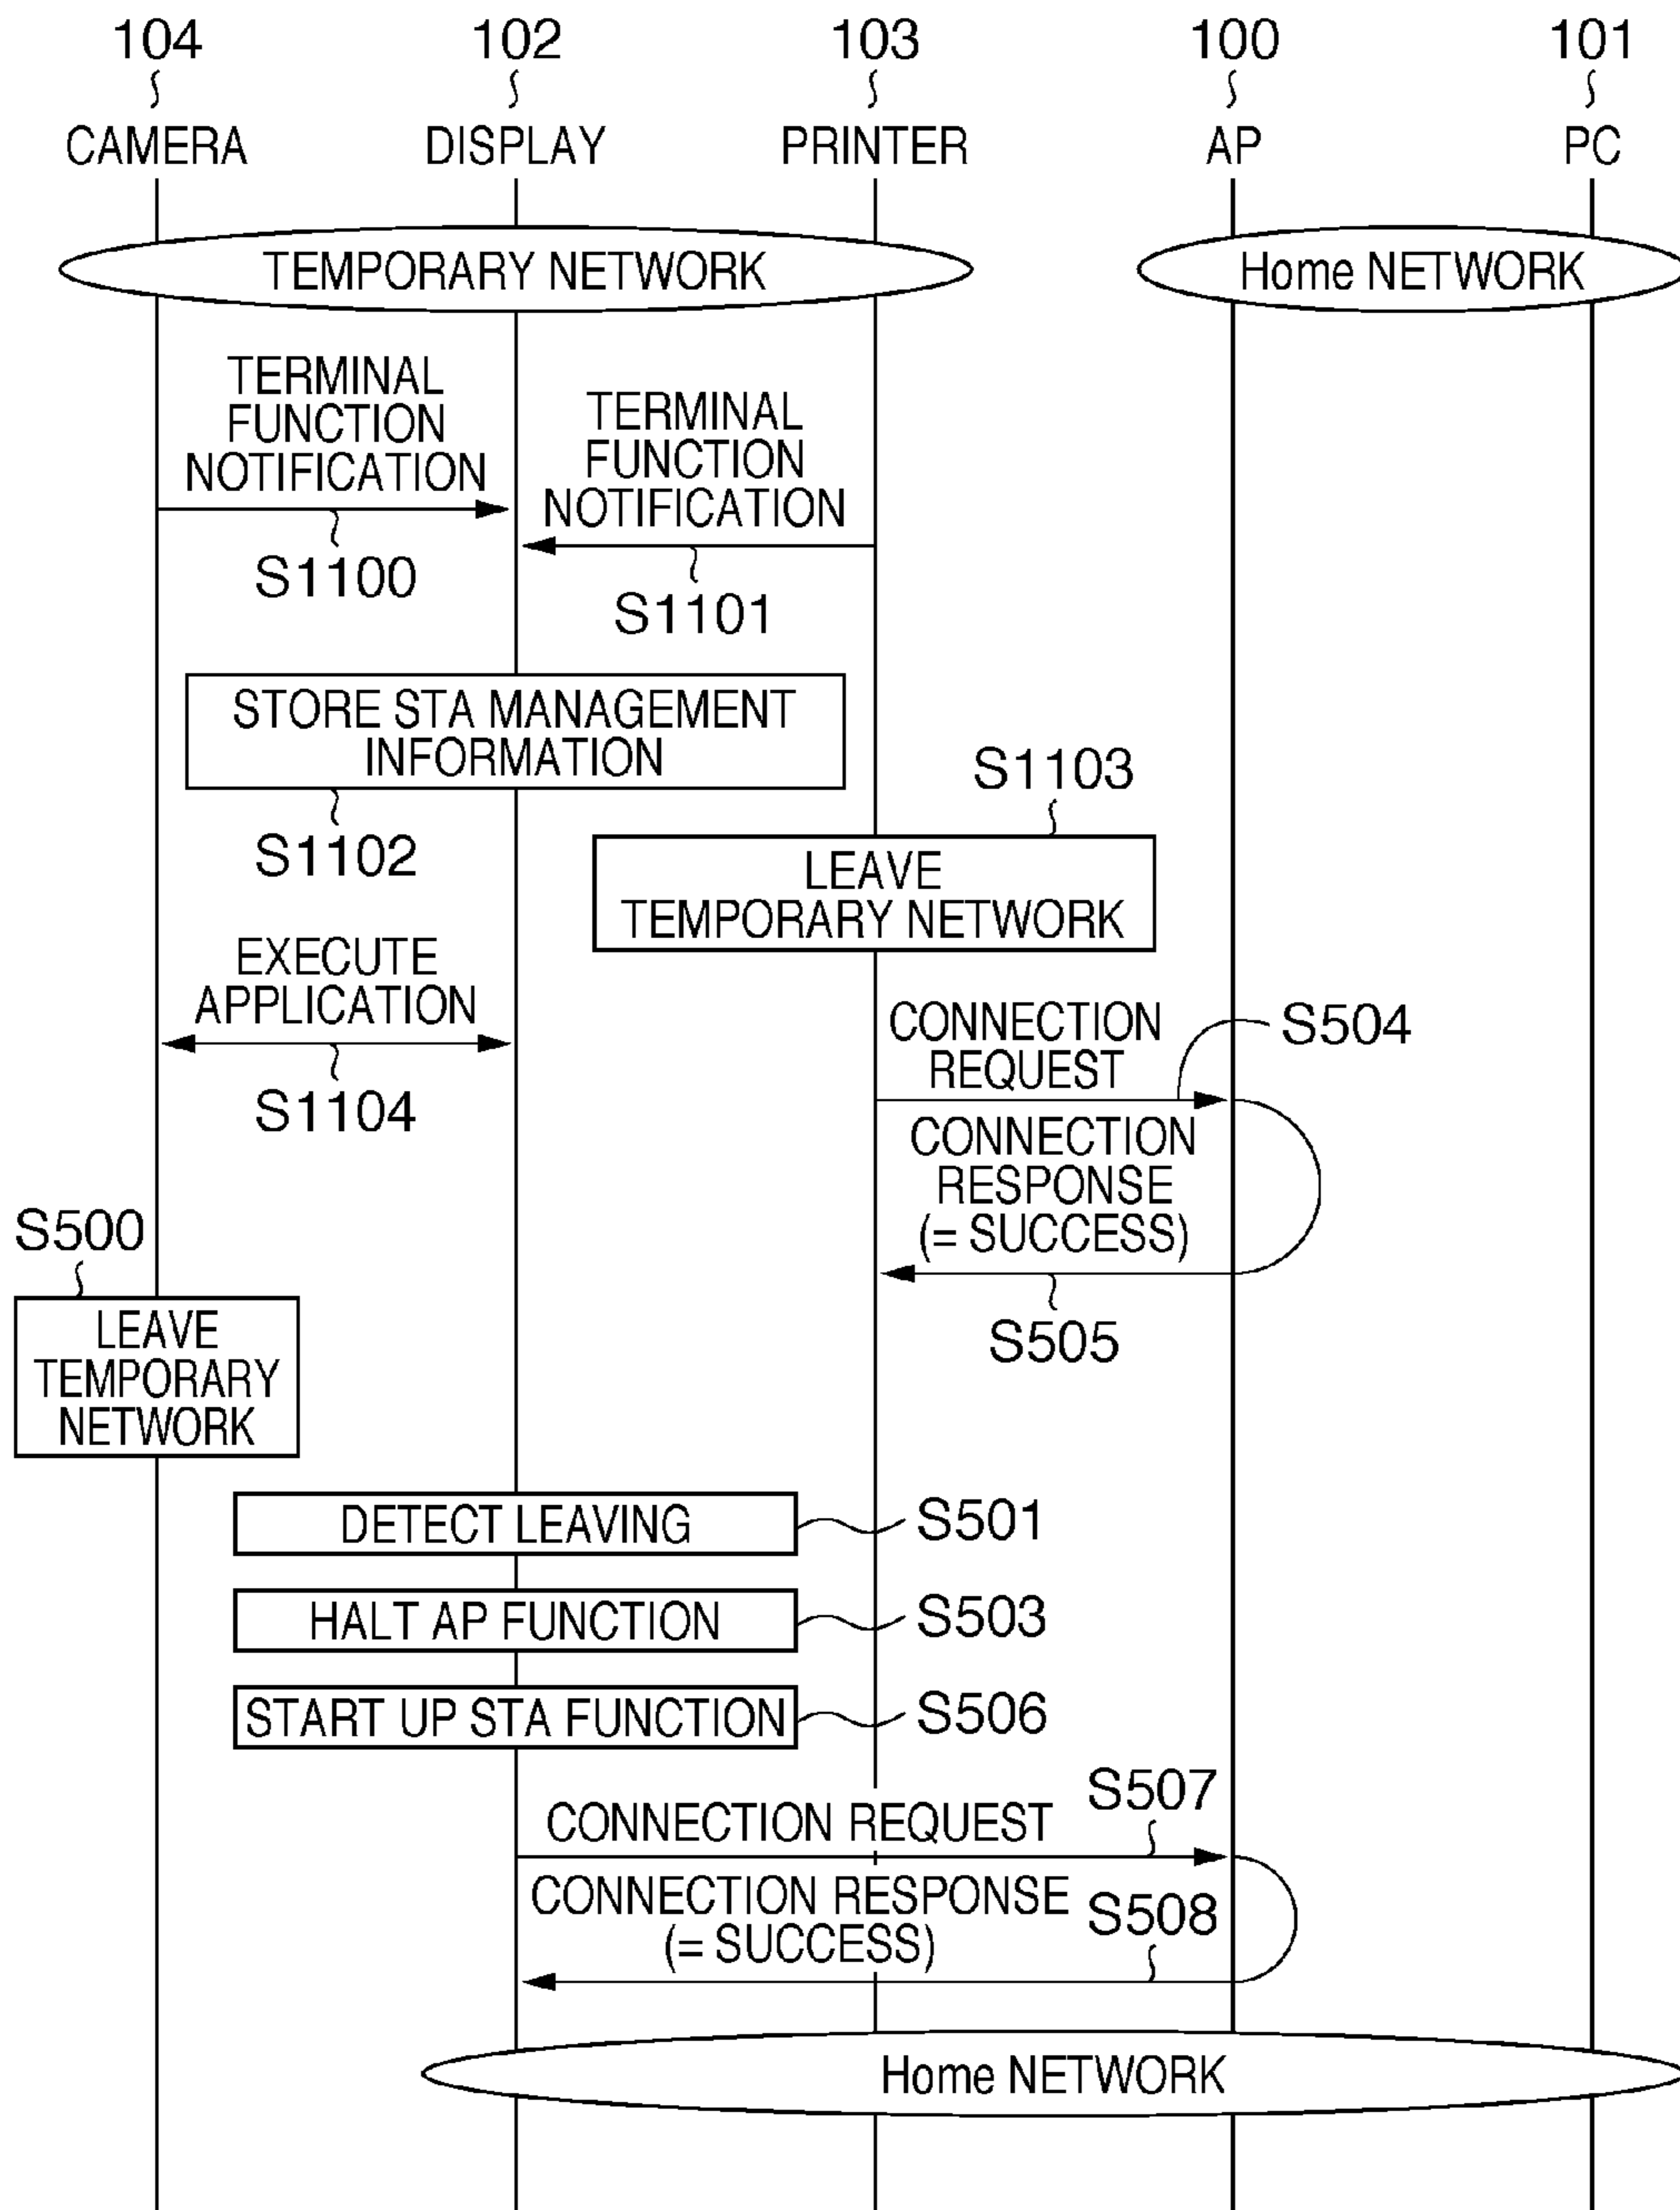 104
102
103
100
101
CAMERA
DISPLAY
PRINTER
AP
PC
TEMPORARY NETWORK
Home NETWORK
TERMINAL
FUNCTION
NOTIFICATION
S1100
TERMINAL
FUNCTION
NOTIFICATION
S1101
STORE STA MANAGEMENT
INFORMATION
S1102
S1103
LEAVE
TEMPORARY NETWORK
EXECUTE
APPLICATION
S1104
CONNECTION
REQUEST
S504
CONNECTION
RESPONSE
(= SUCCESS)
S505
S500
LEAVE
TEMPORARY
NETWORK
DETECT LEAVING
S501
HALT AP FUNCTION
S503
START UP STA FUNCTION
S506
CONNECTION REQUEST
S507
CONNECTION RESPONSE
(= SUCCESS)
S508
Home NETWORK